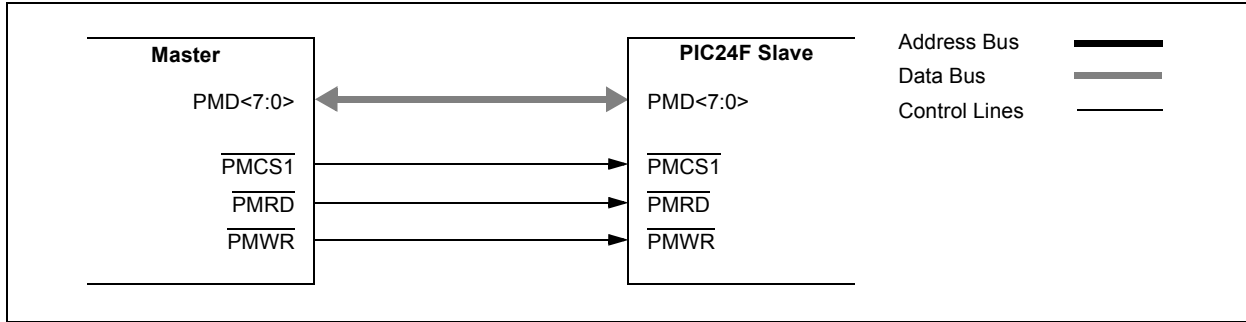 Master
PMD<7:0>
PMCS1
PMRD
PMWR
PIC24F Slave
PMD<7:0>
PMCS1
PMRD
PMWR
Address Bus
Data Bus
Control Lines